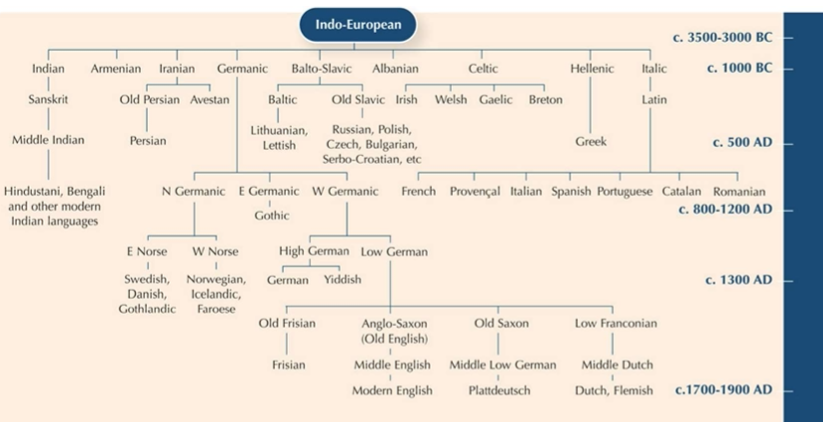 Indo-European
c. 3500-3000 BC
Indian Armenian Iranian Germanic Balto-Slavic Albanian Celtic Hellenic Italic c. 1000 BC
Sanskrit Old Persian Avestan Baltic Old Slavic Irish Welsh Gaelic Breton Latin
Lithuanian, Russian, Polish,
Middle Indian Persian Lettish Czech, Bulgarian, Greek c. 500 AD
Serbo-Croatian, etc
Hindustani, Bengali N Germanic E Germanic W Germanic French Provençal Italian Spanish Portuguese Catalan Romanian
and other modern c. 800-1200 AD
Indian languages Gothic
E Norse W Norse High German Low German
Swedish, Norwegian, German Yiddish c. 1300 AD
Danish, Icelandic,
Gothlandic Faroese
Old Frisian Anglo-Saxon Old Saxon Low Franconian
(Old English)
Frisian Middle English Middle Low German Middle Dutch
Modern English Plattdeutsch Dutch, Flemish c.1700-1900 AD